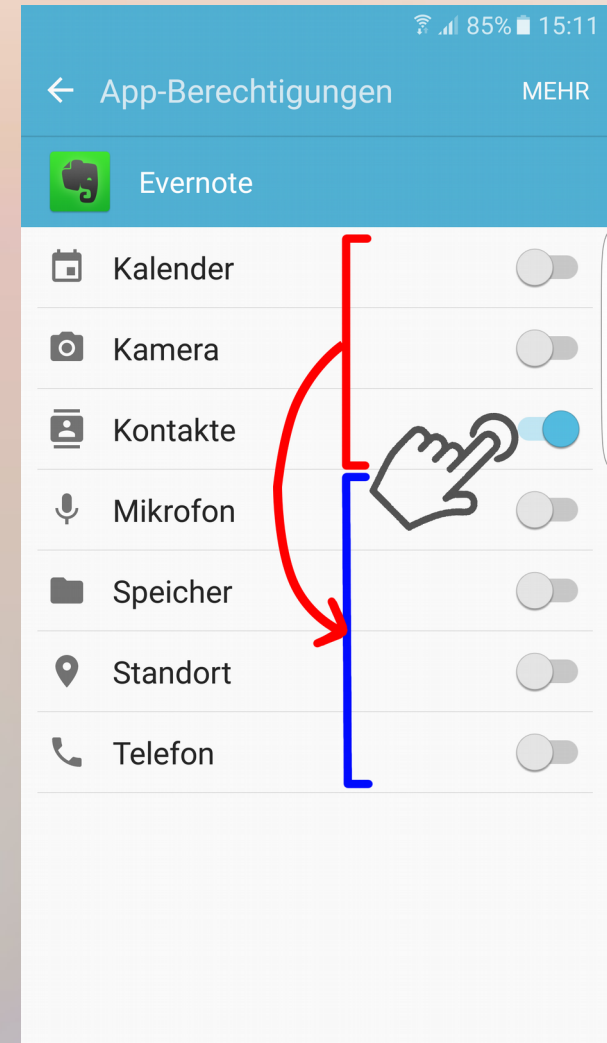 85% 15:11
App-Berechtigungen MEHR
Evernote
Kalender
Kamera
Kontakte
Mikrofon
Speicher
Standort
Telefon